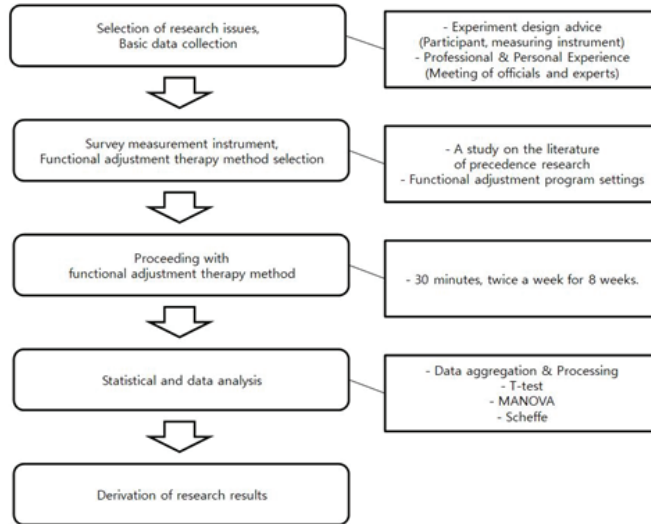 Selection of research issues,
Basic data collection
- Experiment design advice
(Participant, measuring instrument)
- Professional & Personal Experience
(Meeting of officials and experts)
Survey measurement instrument,
Functional adjustment therapy method selection
- A study on the literature
of precedence research
- Functional adjustment program settings
Proceeding with
functional adjustment therapy method
- 30 minutes, twice a week for 8 weeks.
Statistical and data analysis
- Data aggregation & Processing
- T-test
- MANOVA
- Scheffe
Derivation of research results